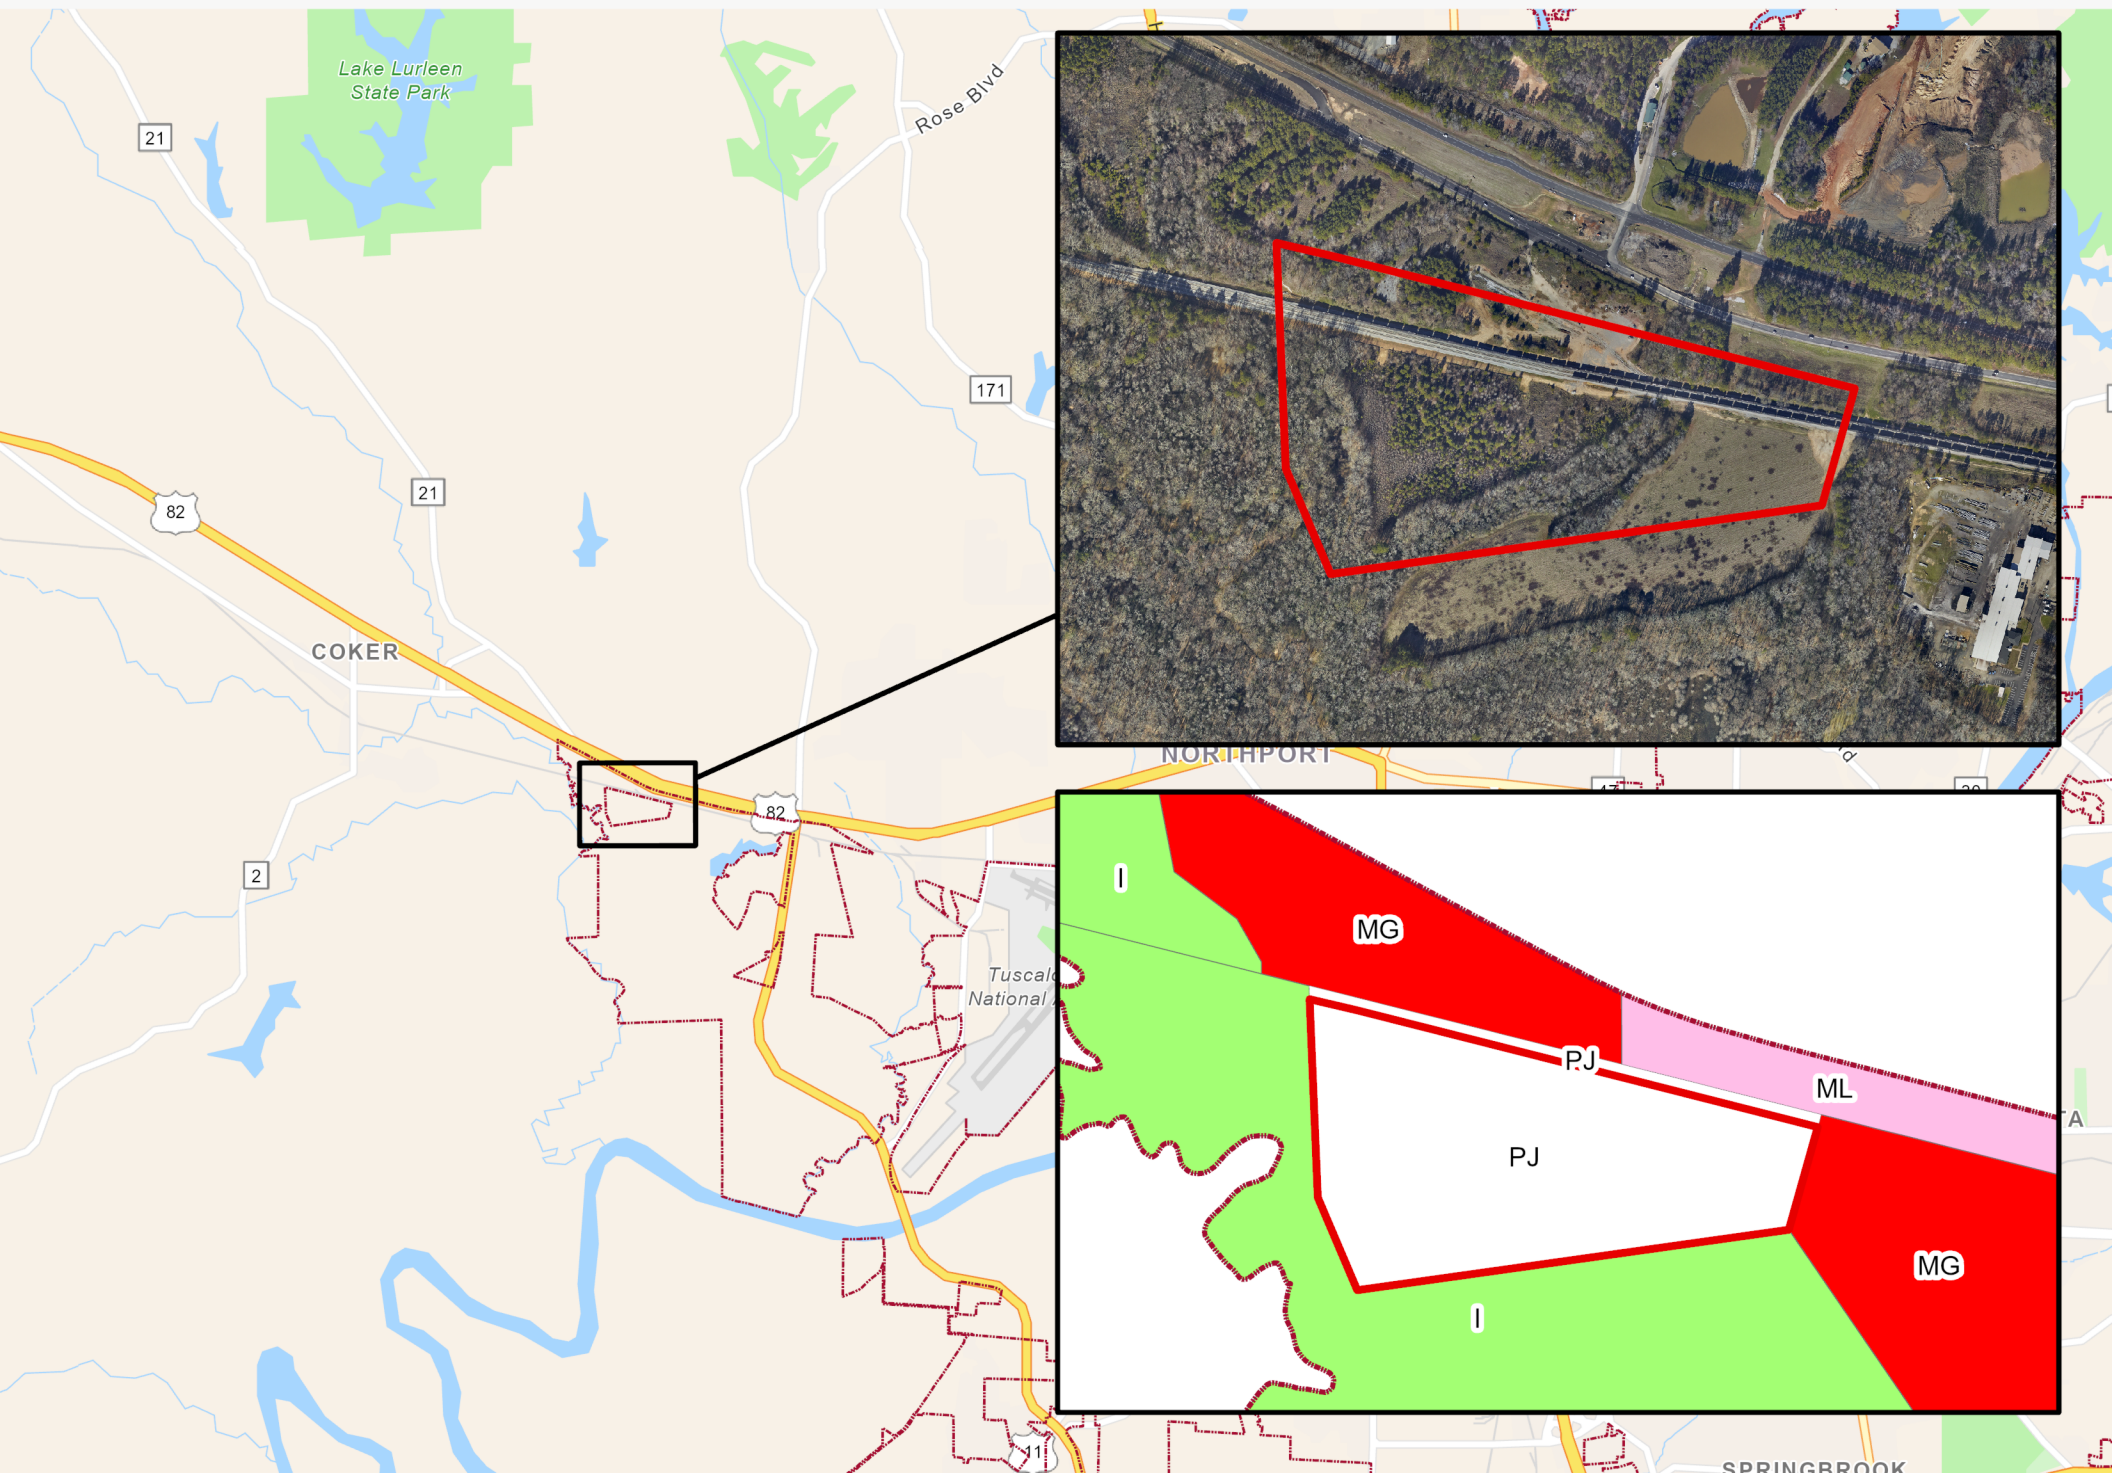 Lake Lurleen
State Park
21
Rose Blvd
171
82
21
COKER
NORTHPORT
82
2
I
MG
Tuscal
National
PJ
ML
TA
PJ
MG
I
11
SPRINGBROOK